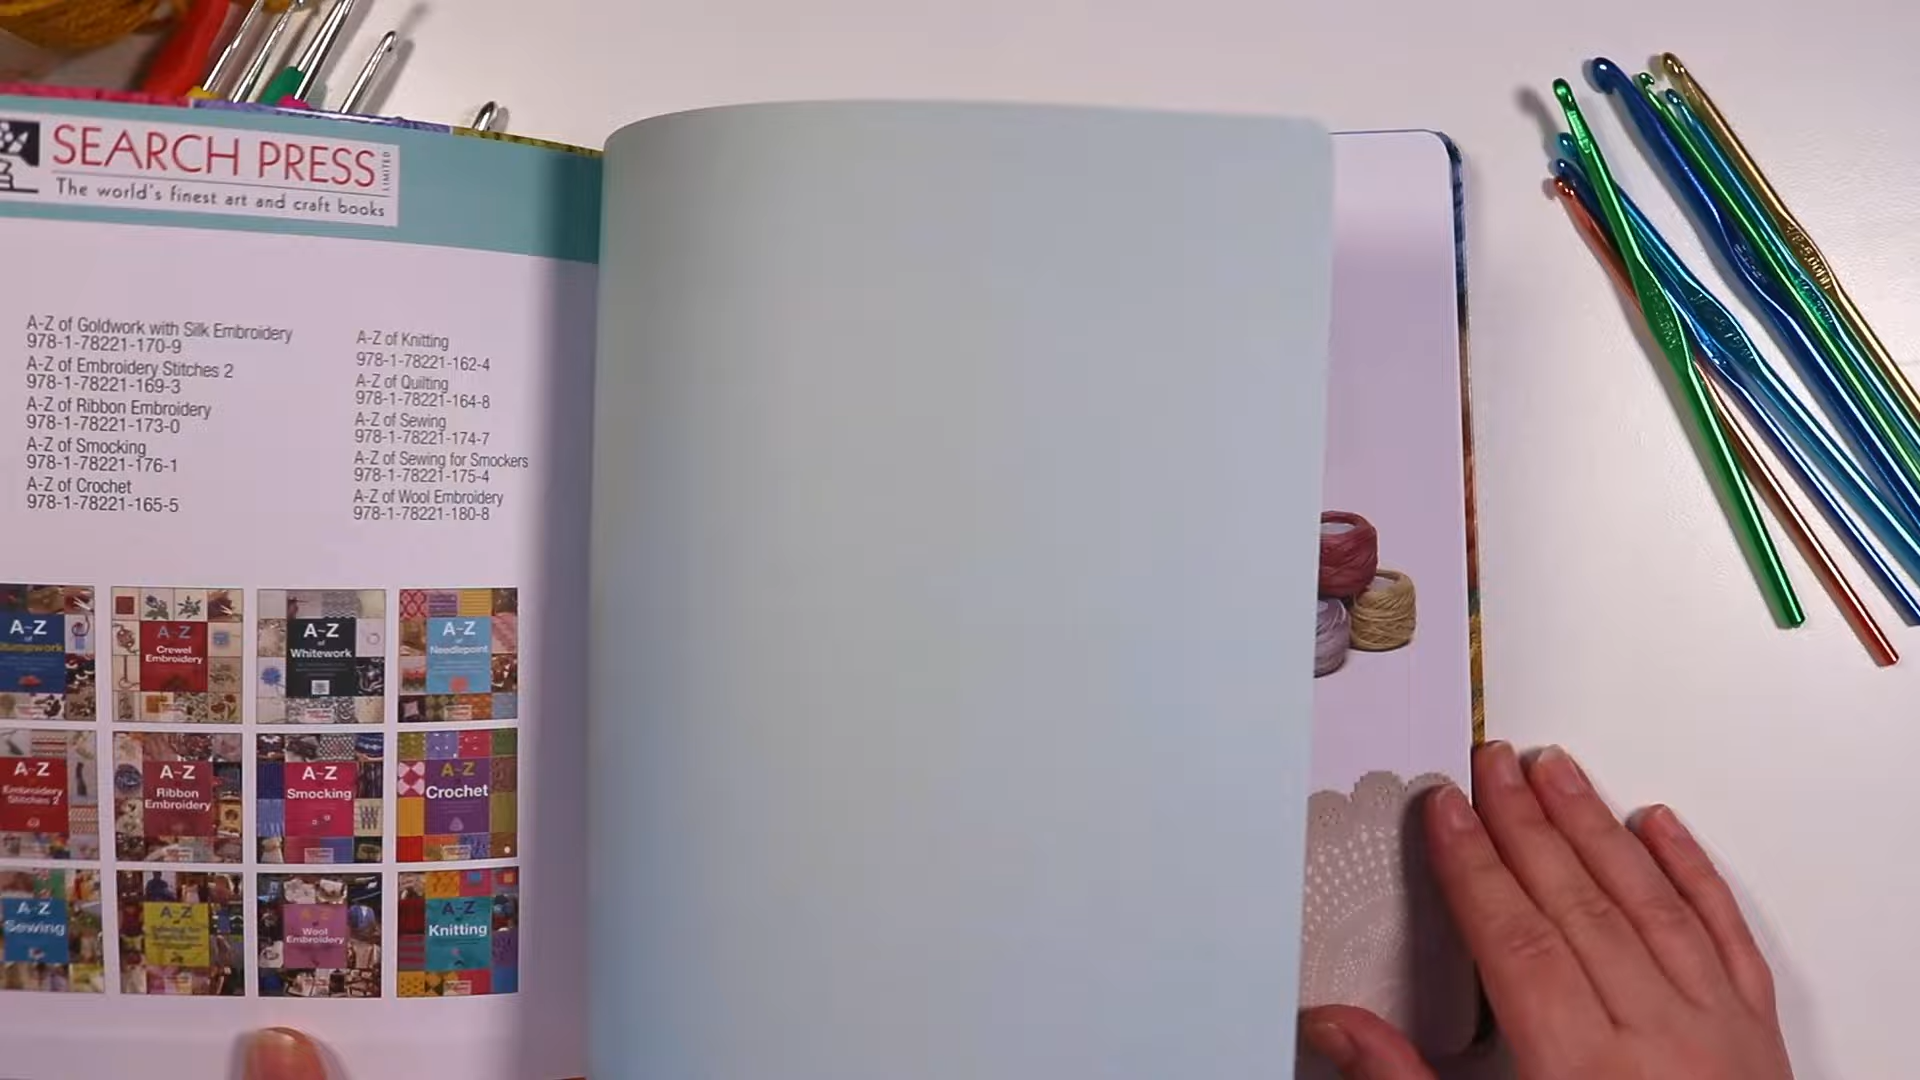 SEARCH PRESS
LIMITED
The world's finest art and craft books
A-Z of Goldwork with Silk Embroidery
978-1-78221-170-9
A-Z of Embroidery Stitches 2
978-1-78221-169-3
A-Z of Ribbon Embroidery
978-1-78221-173-0
A-Z of Smocking
978-1-78221-176-1
A-Z of Crochet
978-1-78221-165-5
A-Z of Knitting
978-1-78221-162-4
A-Z of Quilting
978-1-78221-164-8
A-Z of Sewing
978-1-78221-174-7
A-Z of Sewing for Smockers
978-1-78221-175-4
A-Z of Wool Embroidery
978-1-78221-180-8
A-Z
A-Z
Crewel
Embroidery
A-Z
of
Whitework
A-Z
of
Needlepoint
A-Z
Embroidery
Stitches 2
A-Z
Ribbon
Embroidery
A-Z
Smocking
A-Z
Crochet
A-Z
Sewing
A-Z
A-Z
Wool
Embroidery
A-Z
Knitting